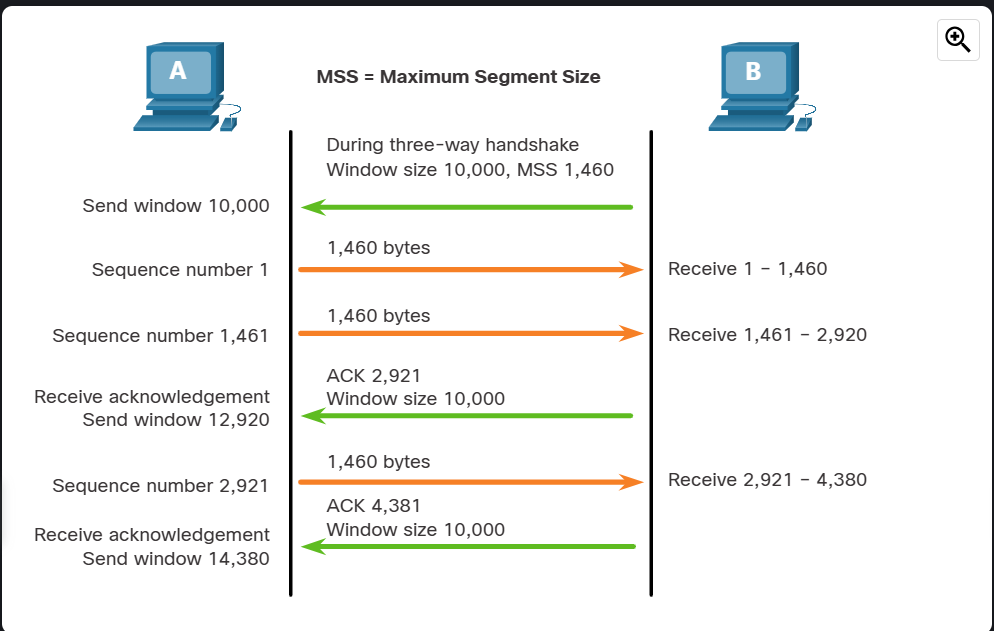 A
B
MSS = Maximum Segment Size
During three-way handshake
Window size 10,000, MSS 1,460
Send window 10,000
1,460 bytes
Sequence number 1
Receive 1 – 1,460
1,460 bytes
Sequence number 1,461
Receive 1,461 – 2,920
ACK 2,921
Window size 10,000
Receive acknowledgement
Send window 12,920
1,460 bytes
Sequence number 2,921
Receive 2,921 – 4,380
ACK 4,381
Window size 10,000
Receive acknowledgement
Send window 14,380